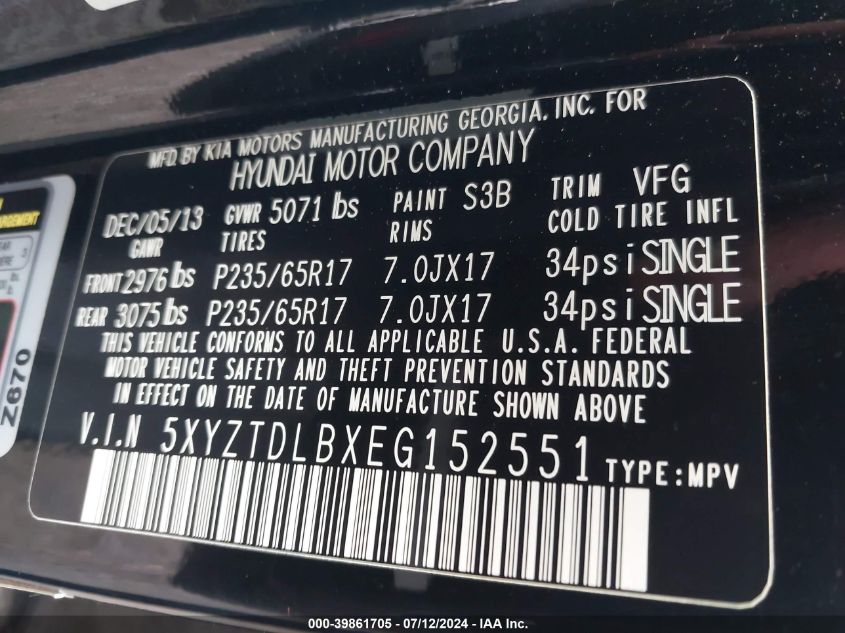 MFD. BY KIA MOTORS MANUFACTURING GEORGIA. INC. FOR
HYUNDAI MOTOR COMPANY
DEC/05/13 GVWR 5071 lbs PAINT S3B TRIM VFG
GAWR TIRES RIMS COLD TIRE INFL
FRONT 2976 lbs P235/65R17 7.0JX17 34psi SINGLE
REAR 3075 lbs P235/65R17 7.0JX17 34psi SINGLE
THIS VEHICLE CONFORMS TO ALL APPLICABLE U.S.A. FEDERAL
MOTOR VEHICLE SAFETY AND THEFT PREVENTION STANDARDS
IN EFFECT ON THE DATE OF MANUFACTURE SHOWN ABOVE
V.I.N 5XYZTDLBXEG152551 TYPE:MPV
Z670
000-39861705 - 07/12/2024 - IAA Inc.